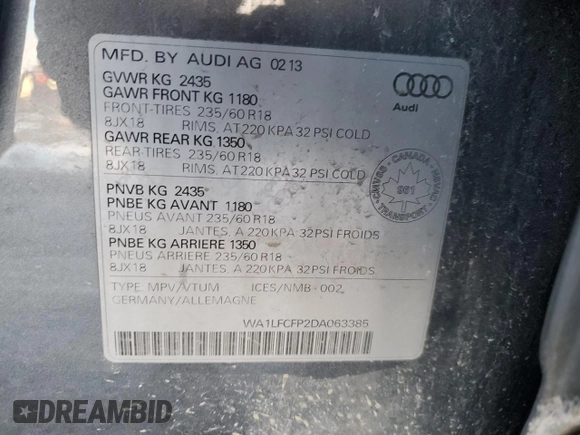 MFD. BY AUDI AG 02 13
GVWR KG 2435
GAWR FRONT KG 1180
FRONT-TIRES 235/60 R18
8JX18 RIMS, AT 220 KPA 32 PSI COLD
GAWR REAR KG 1350
REAR-TIRES 235/60 R18
8JX18 RIMS, AT 220 KPA 32 PSI COLD
Audi
CMVSS - CANADA - NSVAC
961
TRANSPORT
PNVB KG 2435
PNBE KG AVANT 1180
PNEUS AVANT 235/60 R18
8JX18 JANTES, A 220KPA 32PSI FROIDS
PNBE KG ARRIERE 1350
PNEUS ARRIERE 235/60 R18
8JX18 JANTES, A 220KPA 32PSI FROIDS
TYPE MPV/VTUM ICES/NMB-002
GERMANY/ALLEMAGNE
WA1LFCFP2DA063385
DREAMBID